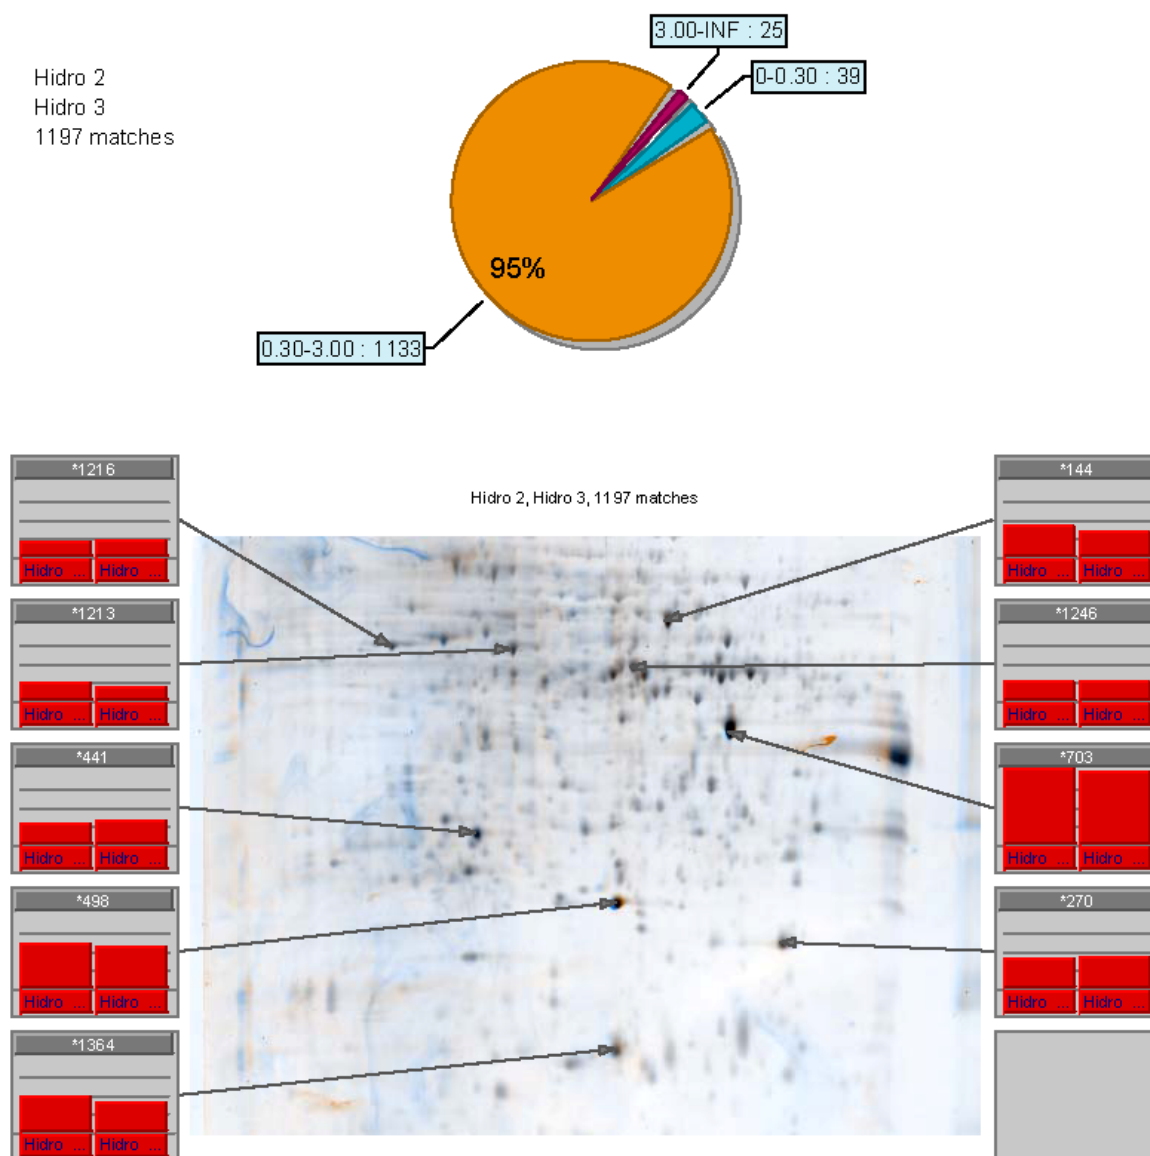 3.00-INF : 25
Hidro 2
0-0.30 : 39
Hidro 3
1197 matches
95%
0.30-3.00 : 1133
Hidro 2, Hidro 3, 1197 matches
*1216
Hidro ... Hidro ...
*1213
Hidro ... Hidro ...
*441
Hidro ... Hidro ...
*498
Hidro ... Hidro ...
*1364
Hidro ... Hidro ...
*144
Hidro ... Hidro ...
*1246
Hidro ... Hidro ...
*703
Hidro ... Hidro ...
*270
Hidro ... Hidro ...